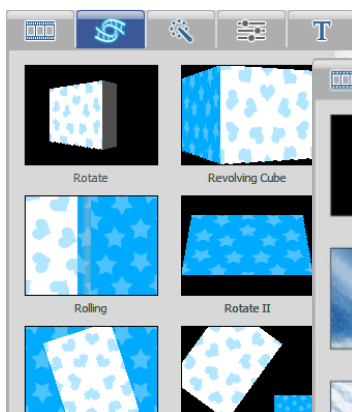 T
Rotate
Revolving Cube
Rolling
Rotate II